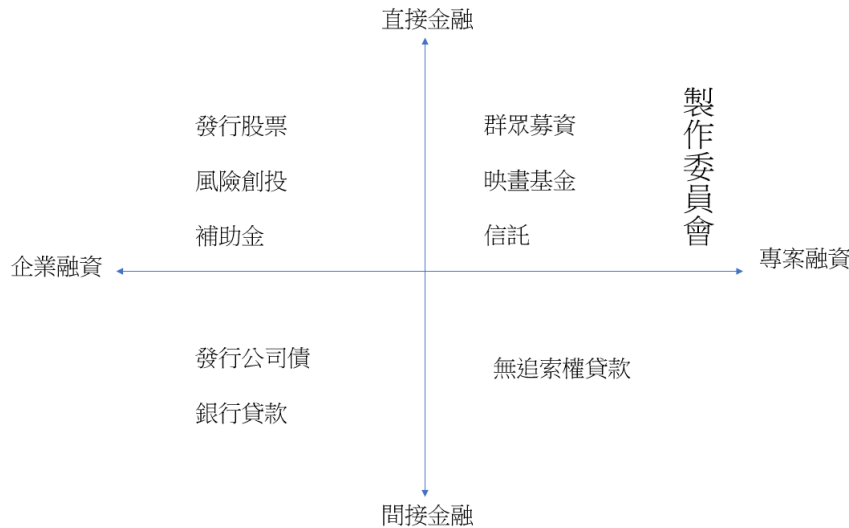 直接金融
發行股票
風險創投
補助金
群眾募資
映畫基金
信託
製作委員會
企業融資
專案融資
發行公司債
銀行貸款
無追索權貸款
間接金融